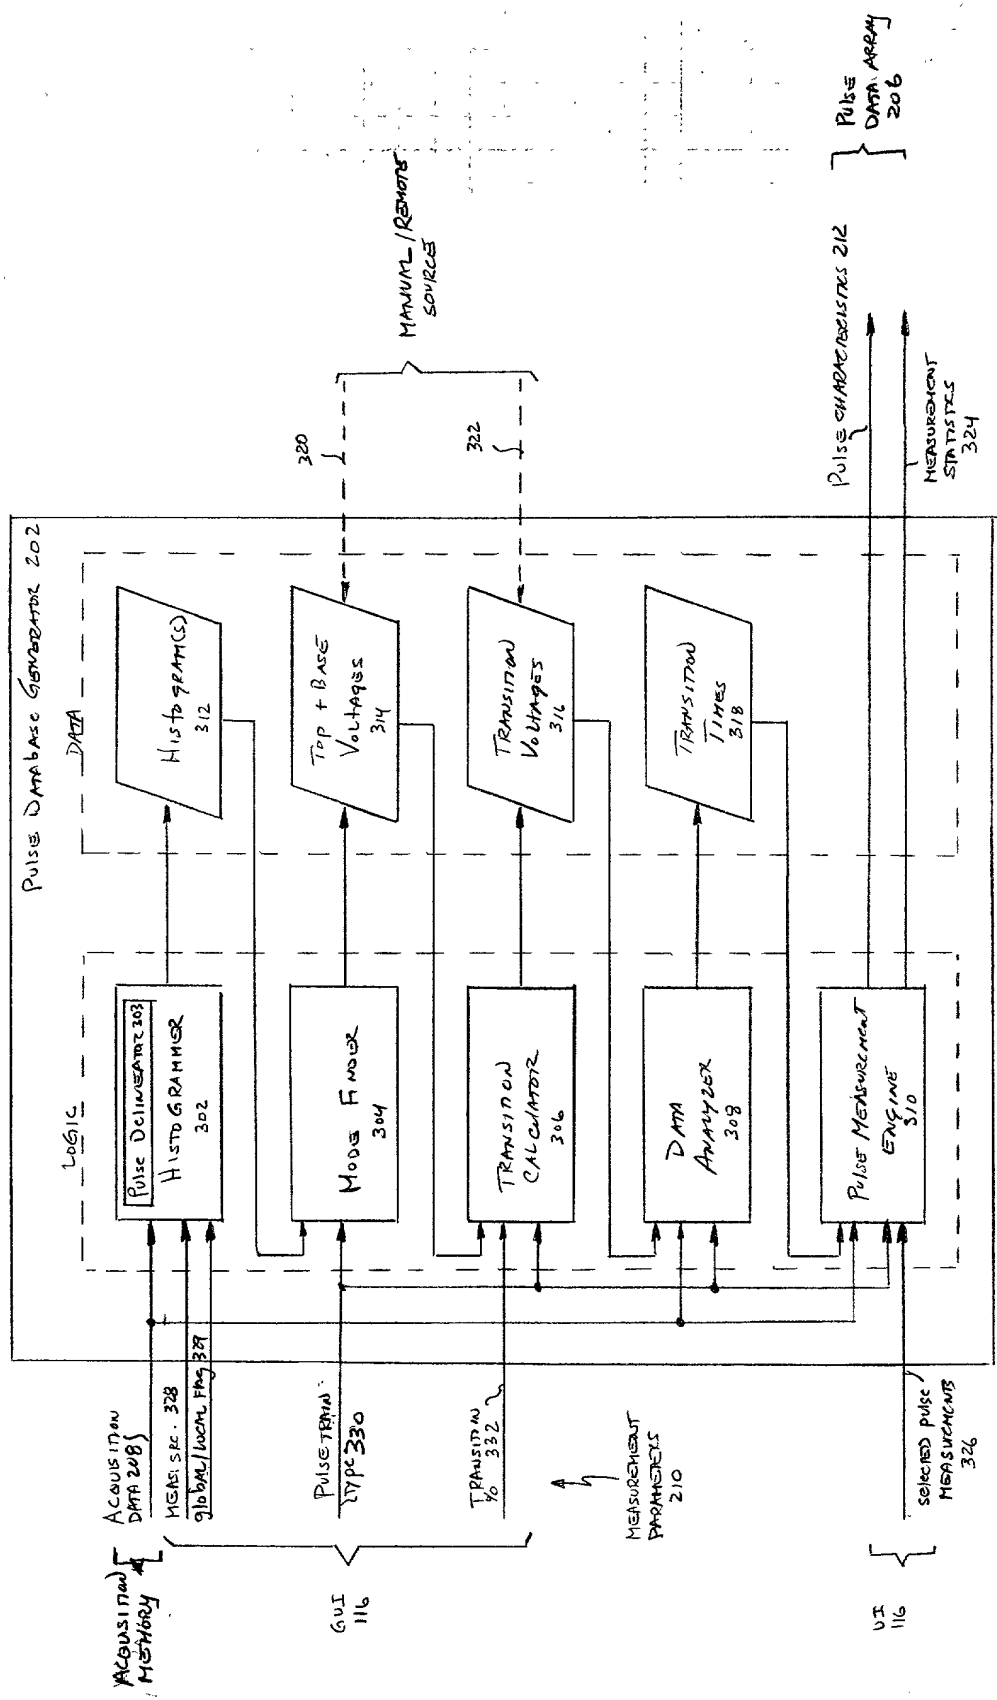 Pulse DATAbase GENERATOR 202
LOGIC
DATA
ACQUISITION
MEMORY
ACQUISITION
DATA 208
MEAS. SRC. 328
global/local Flag 329
GUI
116
Pulse TRAIN
Type 330
TRANSITION
% 332
MEASUREMENT
PARAMETERS
210
UI
116
selected pulse
MEASUREMENTS
326
Pulse DelineATOR 303
HISTOGRAMMER
302
MODE FINDER
304
TRANSITION
CALCULATOR
306
DATA
ANALYZER
308
Pulse MEASUREMENT
ENGINE
310
HISTOGRAM(S)
312
TOP + BASE
VOLTAGES
314
TRANSITION
VOLTAGES
316
TRANSITION
TIMES
318
320
322
MANUAL/REMOTE
SOURCE
Pulse CHARACTERISTICS 212
MEASUREMENT
STATISTICS
324
Pulse
DATA ARRAY
206